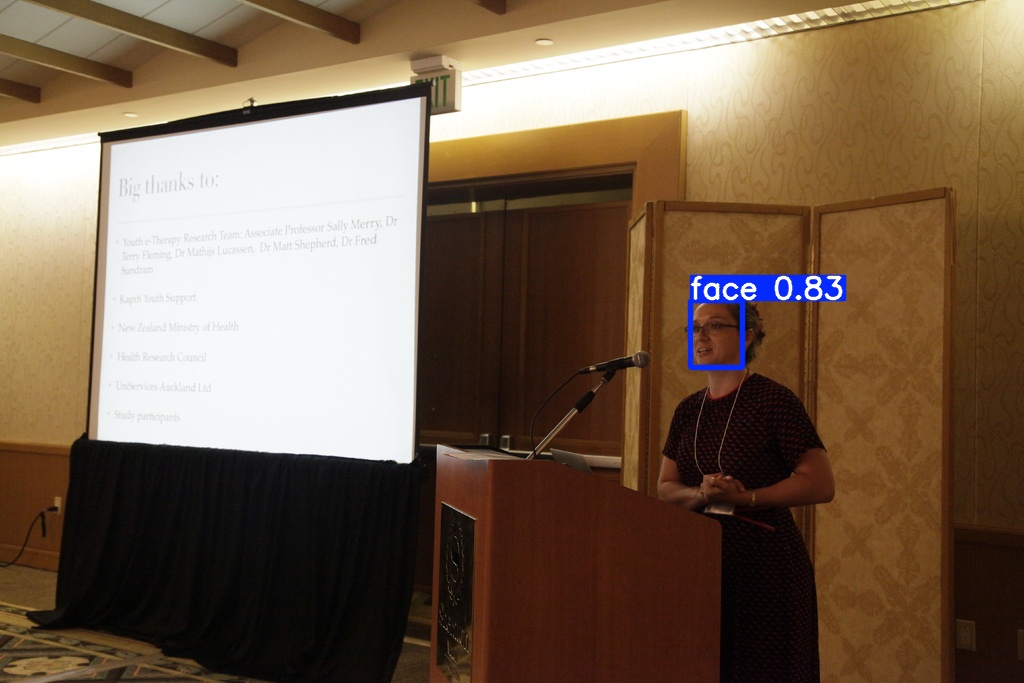 EXIT
Big thanks to:
Youth e-Therapy Research Team: Associate Professor Sally Merry, Dr
Terry Fleming, Dr Mathijs Lucassen, Dr Matt Shepherd, Dr Fred
Sundram
Kapiti Youth Support
New Zealand Ministry of Health
Health Research Council
UniServices Auckland Ltd
Study participants
face 0.83